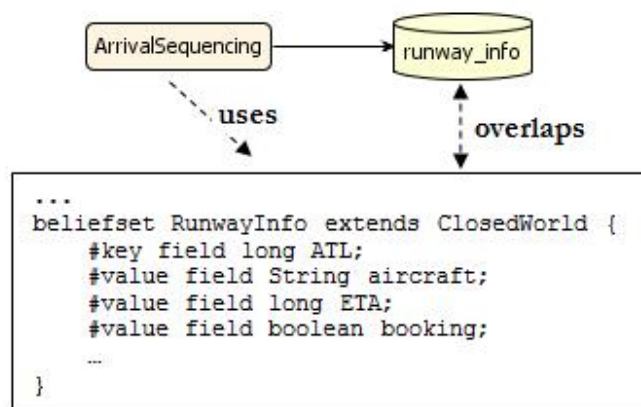 ArrivalSequencing
runway_info
uses
overlaps
...
beliefset RunwayInfo extends ClosedWorld {
    #key field long ATL;
    #value field String aircraft;
    #value field long ETA;
    #value field boolean booking;
    …
}